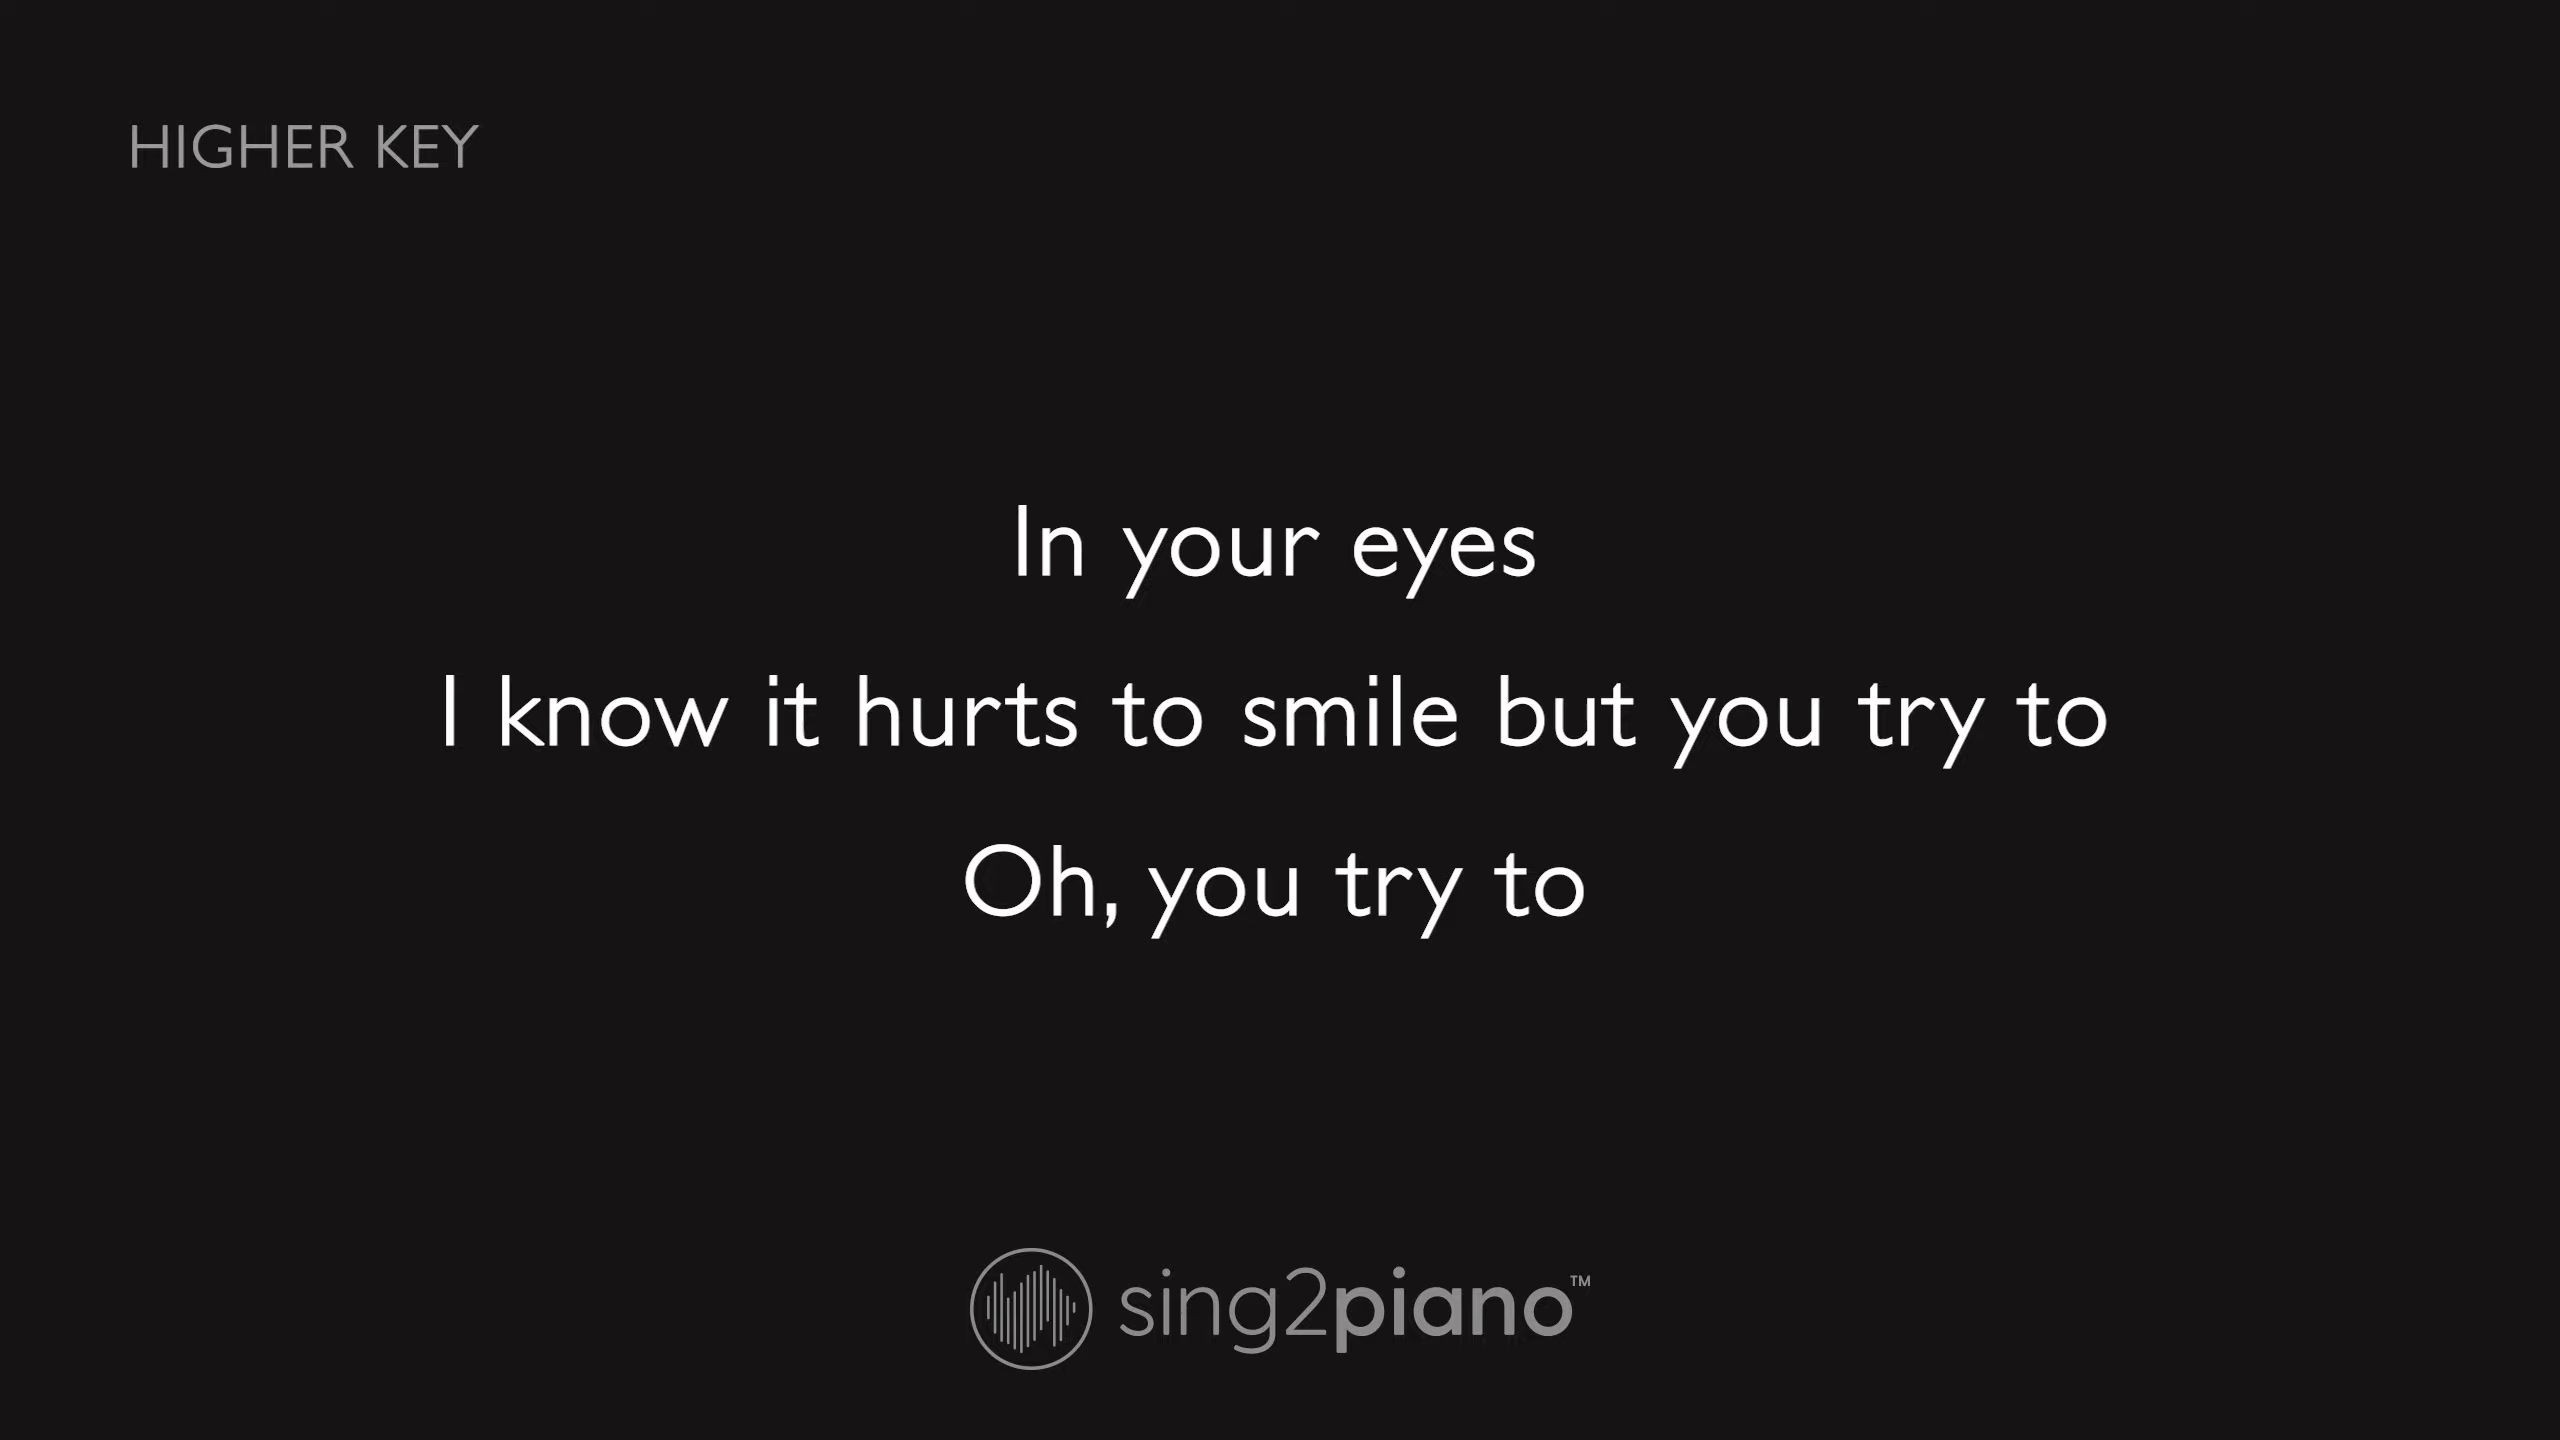 HIGHER KEY
In your eyes
I know it hurts to smile but you try to
Oh, you try to
sing2piano™